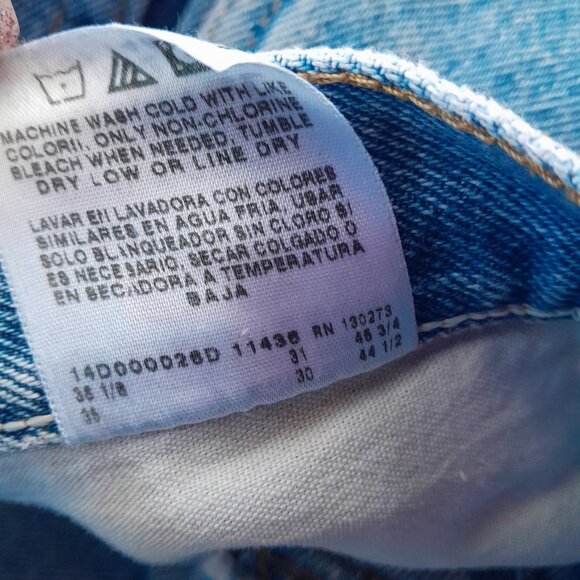 MACHINE WASH COLD WITH LIKE
COLOR!!, ONLY NON-CHLORINE
BLEACH WHEN NEEDED, TUMBLE
DRY LOW OR LINE DRY
LAVAR EN LAVADORA CON COLORES
SIMILARES EN AGUA FRIA, USAR
SOLO BLINQUEADOR SIN CLORO SI
ES NECESARIO, SECAR COLGADO O
EN SECADORA A TEMPERATURA
BAJA
14D000026D 11436 RN 130273
36 1/8 31 45 3/4
35 30 44 1/2